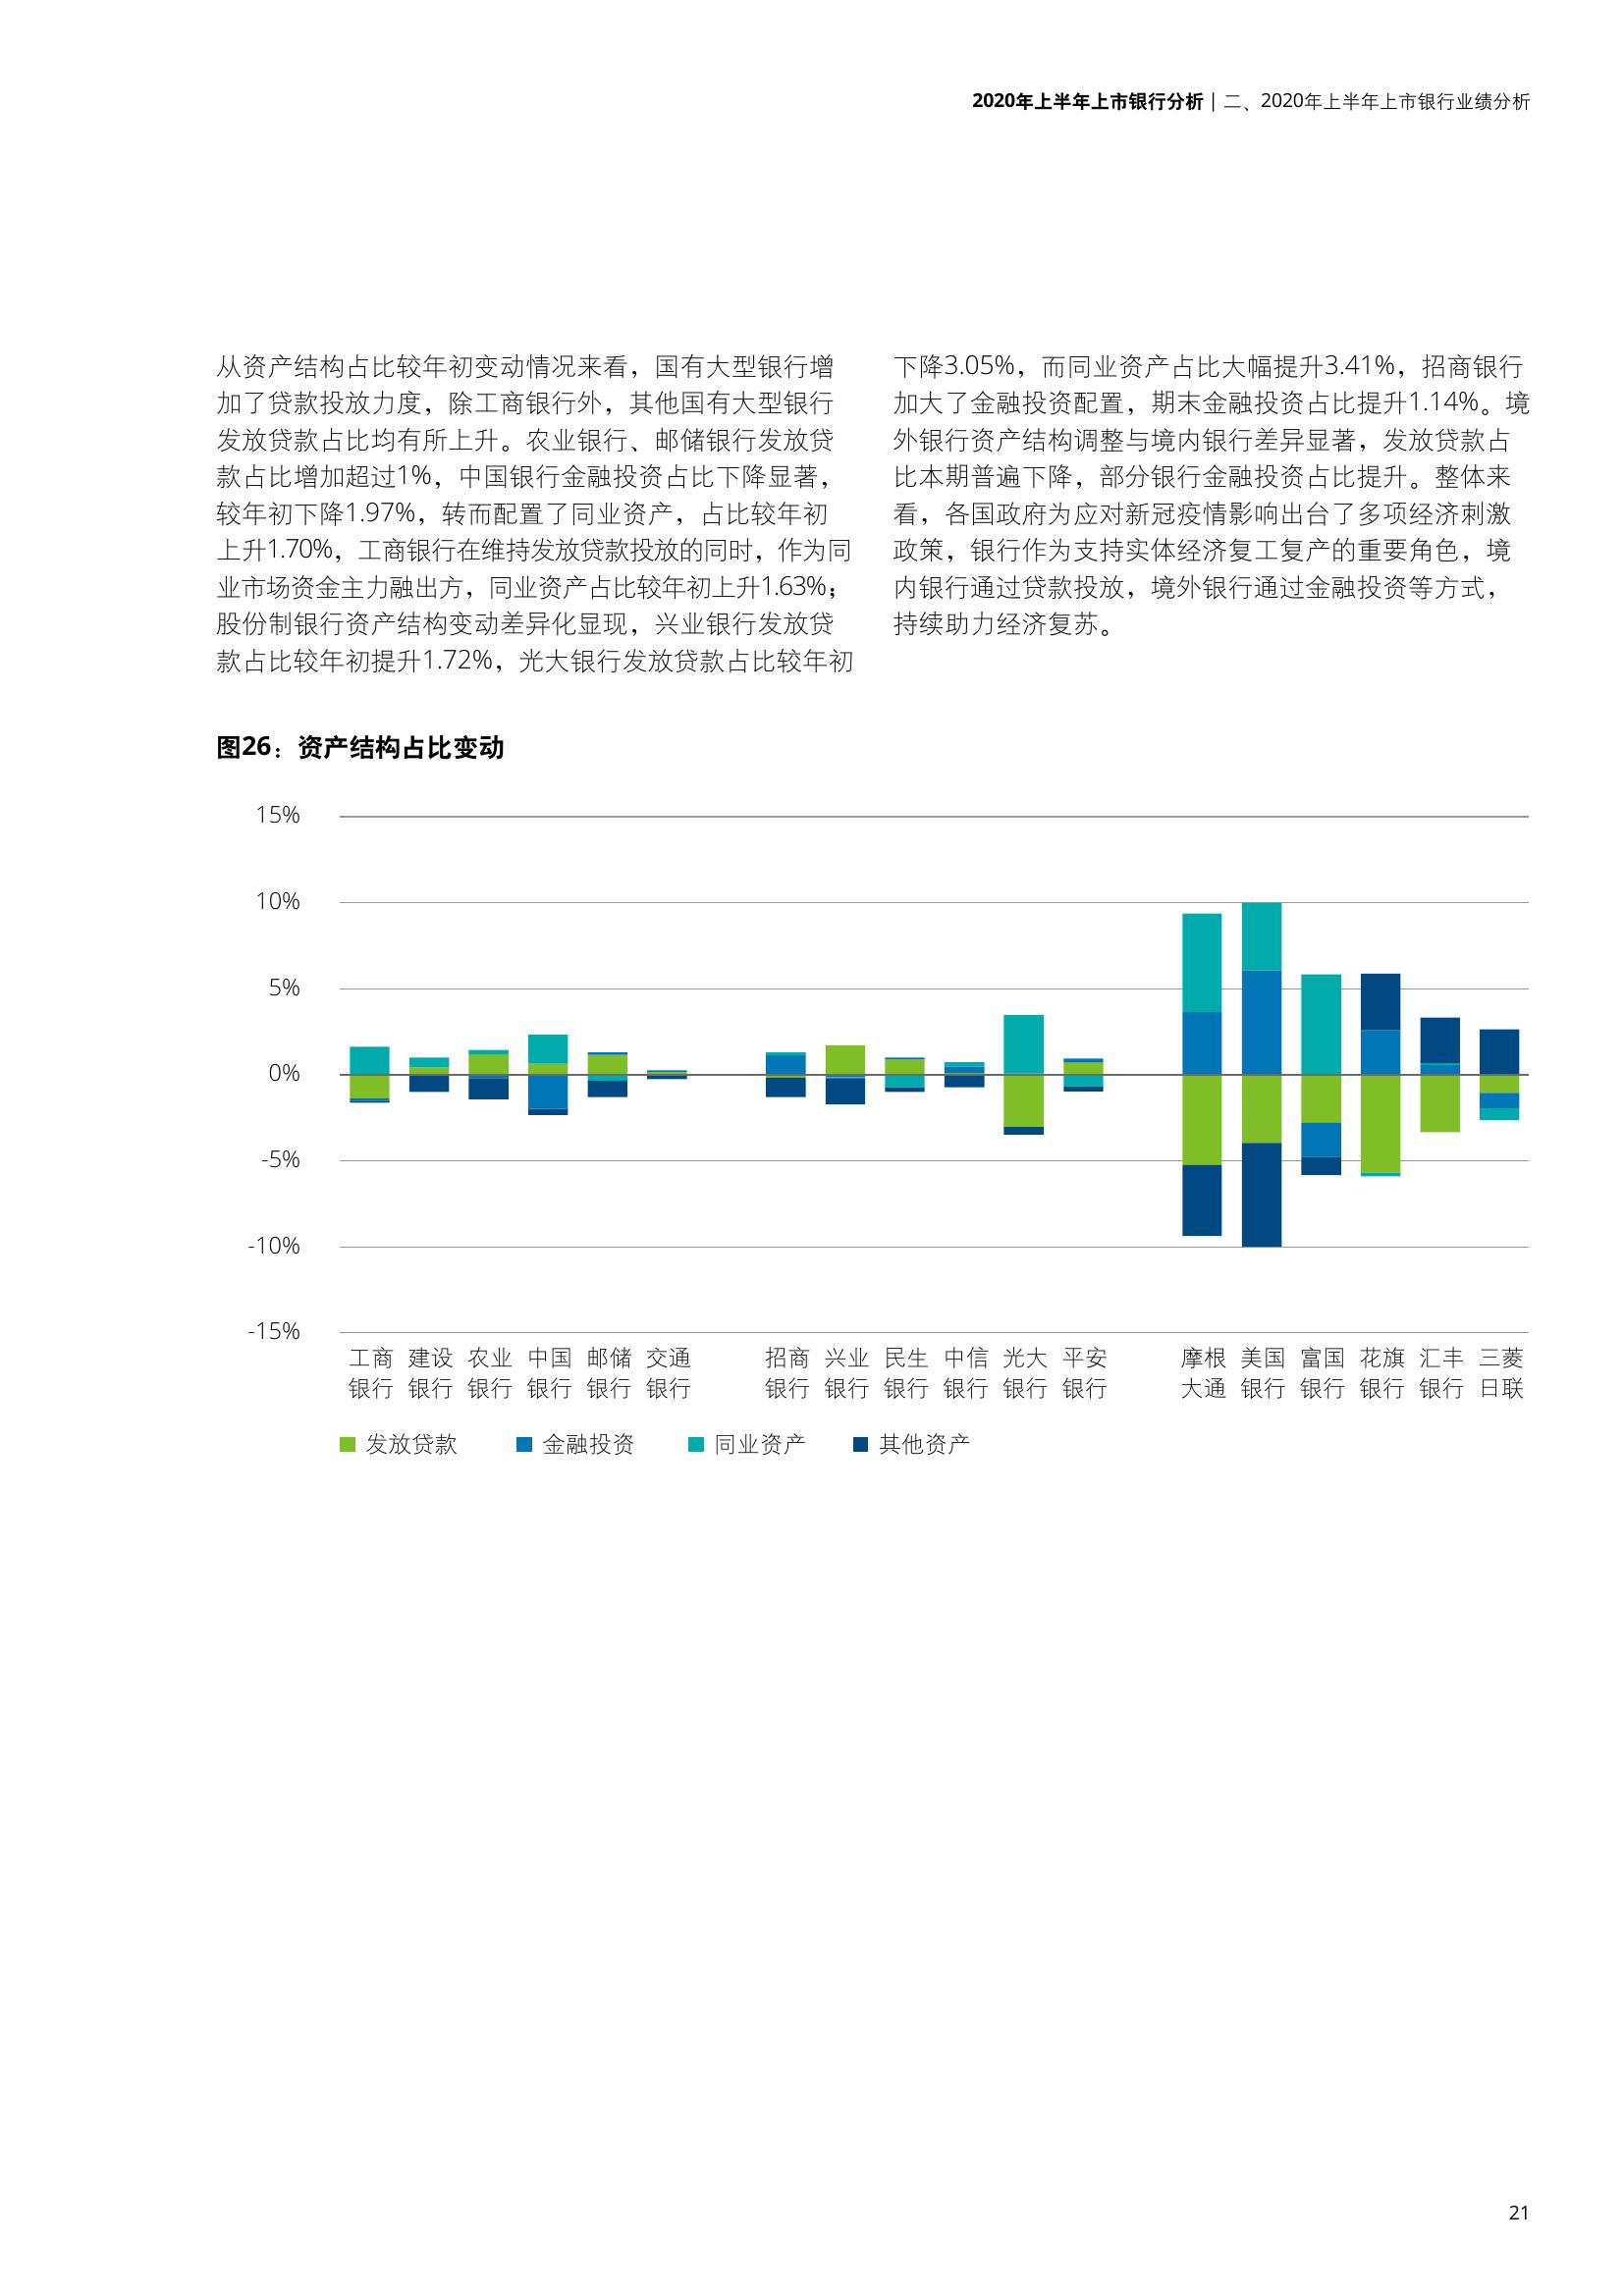 2020年上半年上市银行分析 | 二、2020年上半年上市银行业绩分析
从资产结构占比较年初变动情况来看，国有大型银行增
加了贷款投放力度，除工商银行外，其他国有大型银行
发放贷款占比均有所上升。农业银行、邮储银行发放贷
款占比增加超过1%，中国银行金融投资占比下降显著，
较年初下降1.97%，转而配置了同业资产，占比较年初
上升1.70%，工商银行在维持发放贷款投放的同时，作为同
业市场资金主力融出方，同业资产占比较年初上升1.63%；
股份制银行资产结构变动差异化显现，兴业银行发放贷
款占比较年初提升1.72%，光大银行发放贷款占比较年初
下降3.05%，而同业资产占比大幅提升3.41%，招商银行
加大了金融投资配置，期末金融投资占比提升1.14%。境
外银行资产结构调整与境内银行差异显著，发放贷款占
比本期普遍下降，部分银行金融投资占比提升。整体来
看，各国政府为应对新冠疫情影响出台了多项经济刺激
政策，银行作为支持实体经济复工复产的重要角色，境
内银行通过贷款投放，境外银行通过金融投资等方式，
持续助力经济复苏。
图26：资产结构占比变动
15%
10%
5%
0%
-5%
-10%
-15%
工商 建设 农业 中国 邮储 交通 招商 兴业 民生 中信 光大 平安 摩根 美国 富国 花旗 汇丰 三菱
银行 银行 银行 银行 银行 银行 银行 银行 银行 银行 银行 银行 大通 银行 银行 银行 银行 日联
发放贷款 金融投资 同业资产 其他资产
21